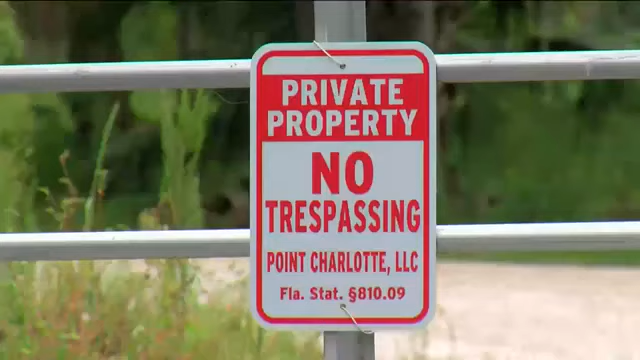 PRIVATE
PROPERTY
NO
TRESPASSING
POINT CHARLOTTE, LLC
Fla. Stat. §810.09